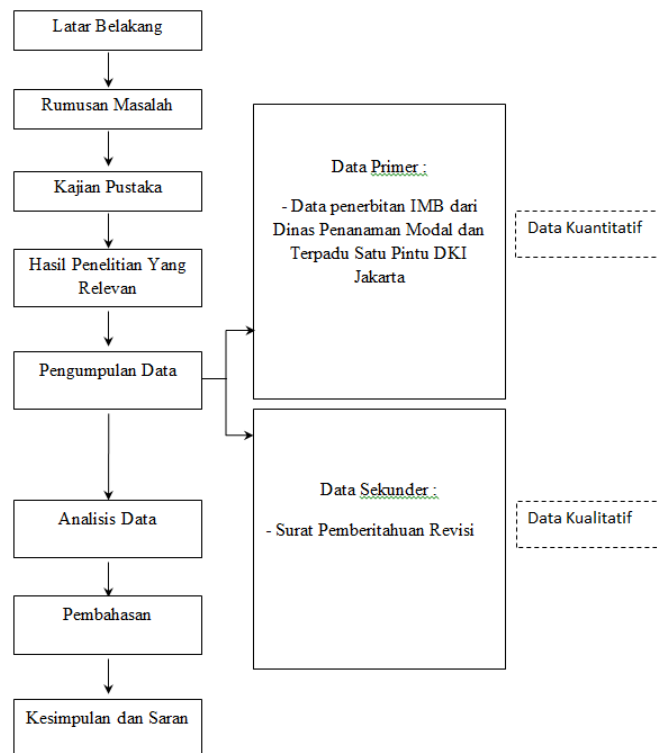 Latar Belakang
Rumusan Masalah
Kajian Pustaka
Hasil Penelitian Yang
Relevan
Pengumpulan Data
Analisis Data
Pembahasan
Kesimpulan dan Saran
Data Primer :
- Data penerbitan IMB dari
Dinas Penanaman Modal dan
Terpadu Satu Pintu DKI
Jakarta
Data Kuantitatif
Data Sekunder :
- Surat Pemberitahuan Revisi
Data Kualitatif